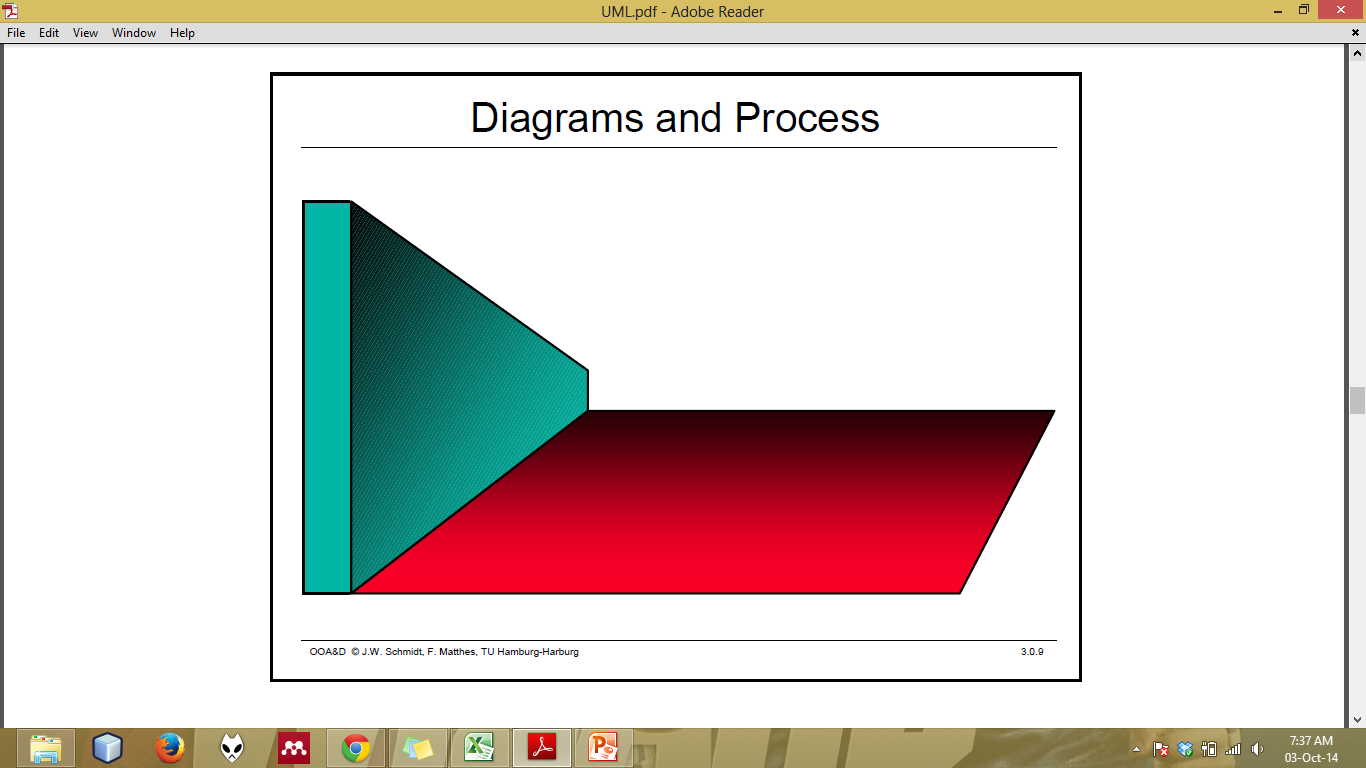 UML.pdf - Adobe Reader
File Edit View Window Help
Diagrams and Process
OOA&D © J.W. Schmidt, F. Matthes, TU Hamburg-Harburg 3.0.9
7:37 AM
03-Oct-14